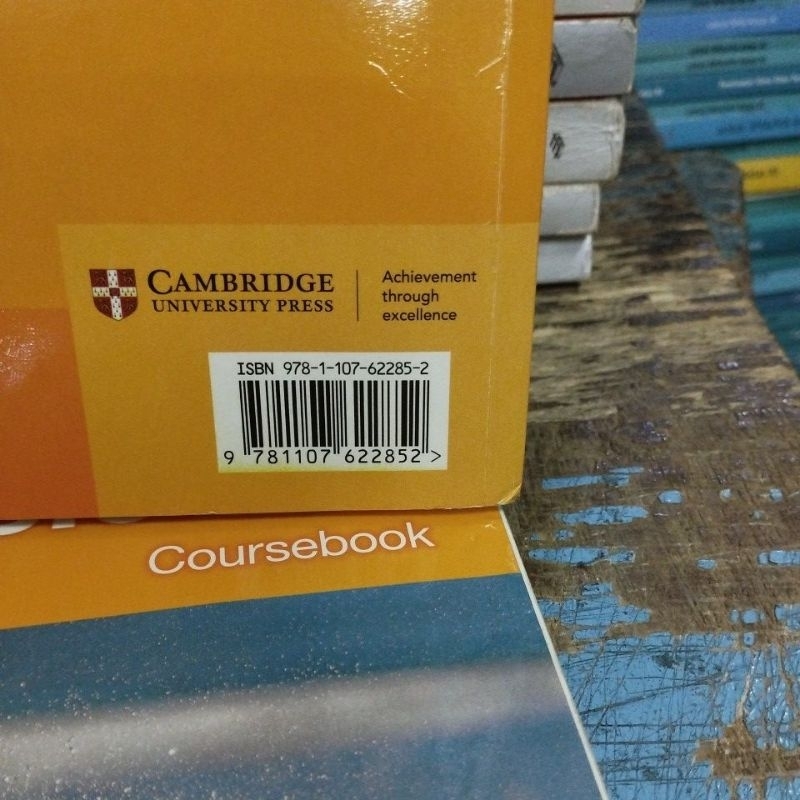 CAMBRIDGE
UNIVERSITY PRESS
Achievement
through
excellence
ISBN 978-1-107-62285-2
9 781107 622852 >
Coursebook